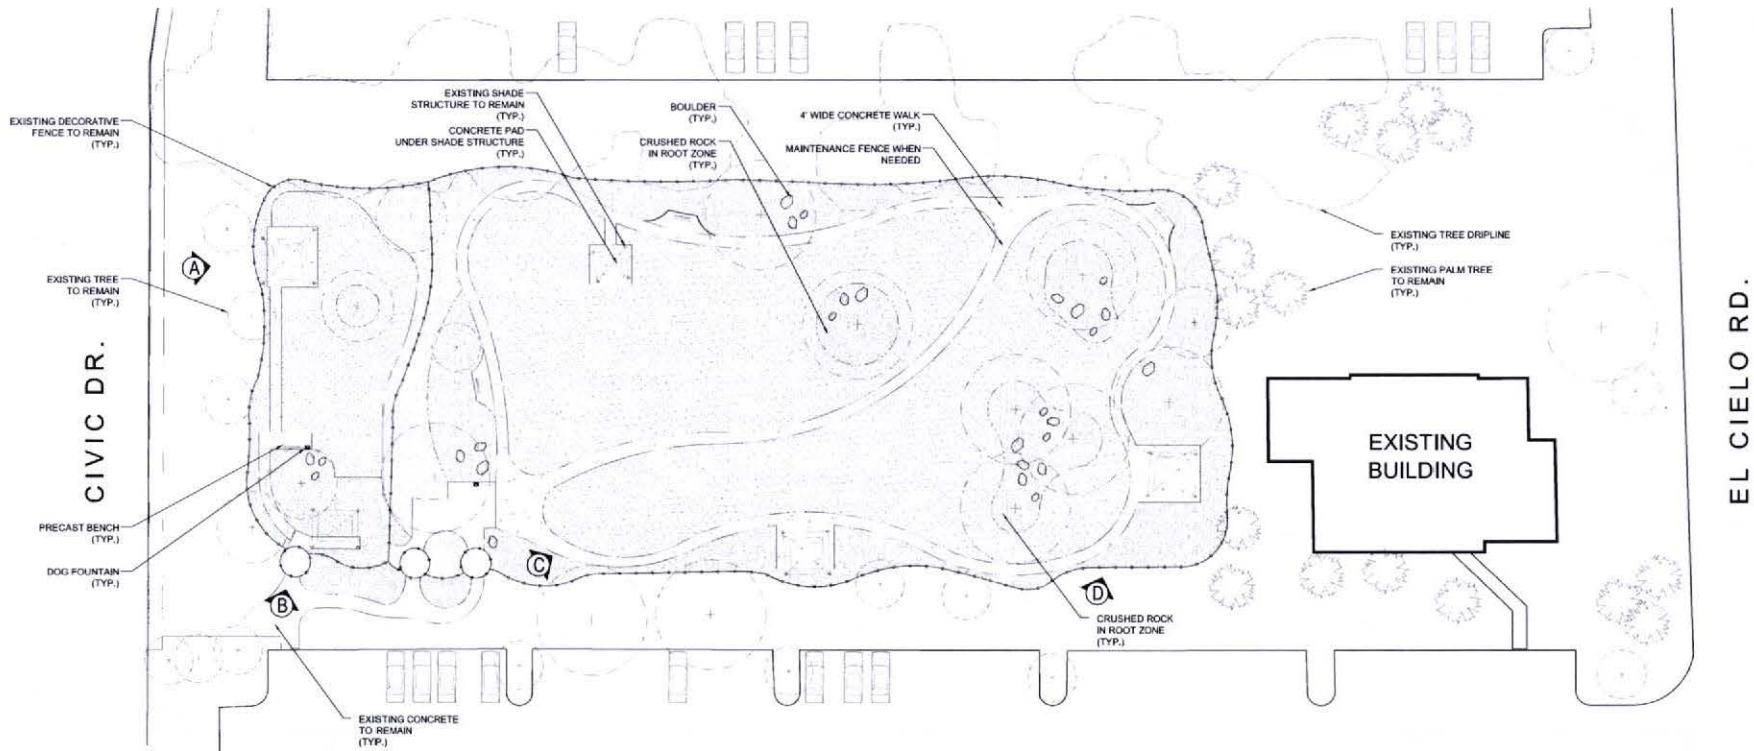 EXISTING DECORATIVE
FENCE TO REMAIN
(TYP.)
EXISTING SHADE
STRUCTURE TO REMAIN
(TYP.)
CONCRETE PAD
UNDER SHADE STRUCTURE
(TYP.)
BOULDER
(TYP.)
CRUSHED ROCK
IN ROOT ZONE
(TYP.)
4' WIDE CONCRETE WALK
(TYP.)
MAINTENANCE FENCE WHEN
NEEDED
EXISTING TREE DRIPLINE
(TYP.)
EXISTING PALM TREE
TO REMAIN
(TYP.)
A
EXISTING TREE
TO REMAIN
(TYP.)
CIVIC DR.
EL CIELO RD.
EXISTING
BUILDING
PRECAST BENCH
(TYP.)
DOG FOUNTAIN
(TYP.)
B
C
D
CRUSHED ROCK
IN ROOT ZONE
(TYP.)
EXISTING CONCRETE
TO REMAIN
(TYP.)